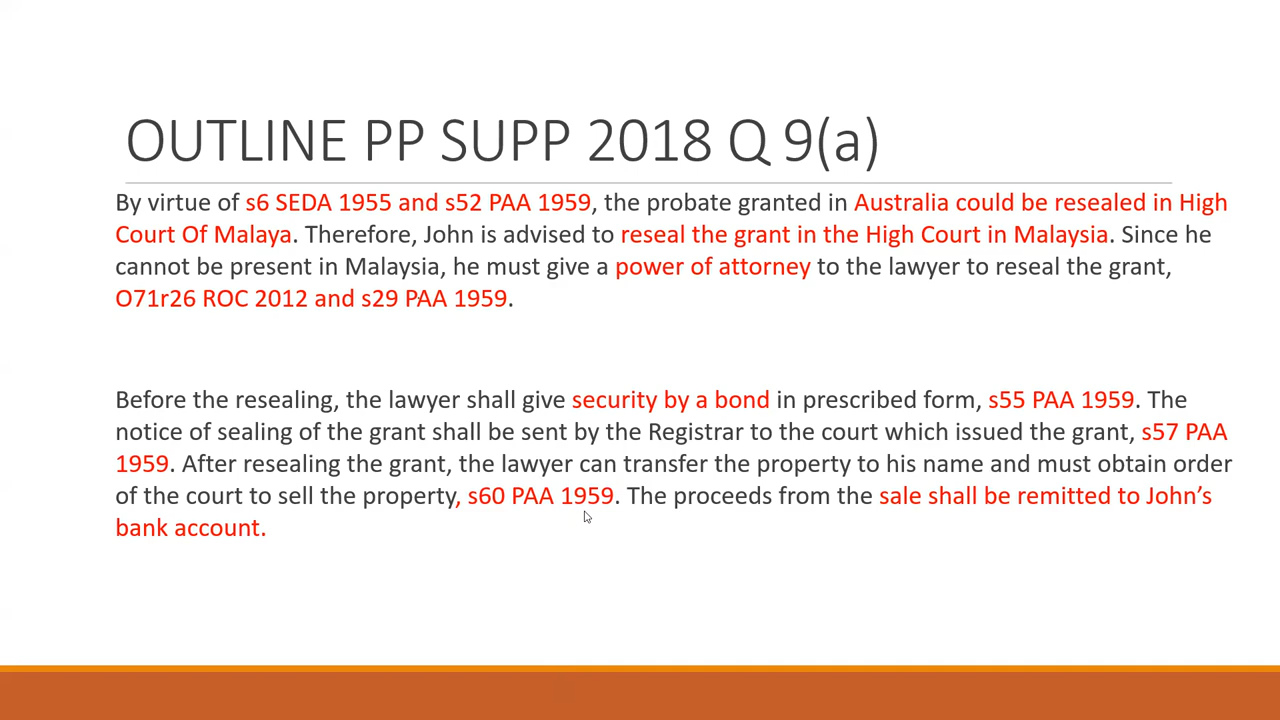 OUTLINE PP SUPP 2018 Q 9(a)
By virtue of s6 SEDA 1955 and s52 PAA 1959, the probate granted in Australia could be resealed in High
Court Of Malaya. Therefore, John is advised to reseal the grant in the High Court in Malaysia. Since he
cannot be present in Malaysia, he must give a power of attorney to the lawyer to reseal the grant,
O71r26 ROC 2012 and s29 PAA 1959.
Before the resealing, the lawyer shall give security by a bond in prescribed form, s55 PAA 1959. The
notice of sealing of the grant shall be sent by the Registrar to the court which issued the grant, s57 PAA
1959. After resealing the grant, the lawyer can transfer the property to his name and must obtain order
of the court to sell the property, s60 PAA 1959. The proceeds from the sale shall be remitted to John’s
bank account.